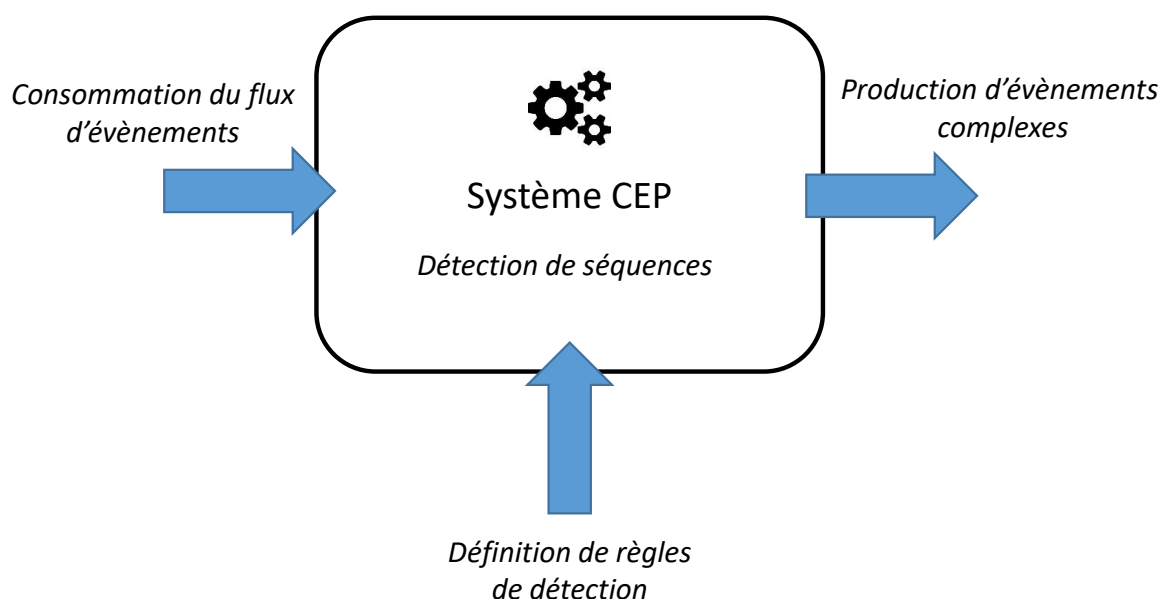 Consommation du flux
d’évènements
Système CEP
Détection de séquences
Production d’évènements
complexes
Définition de règles
de détection